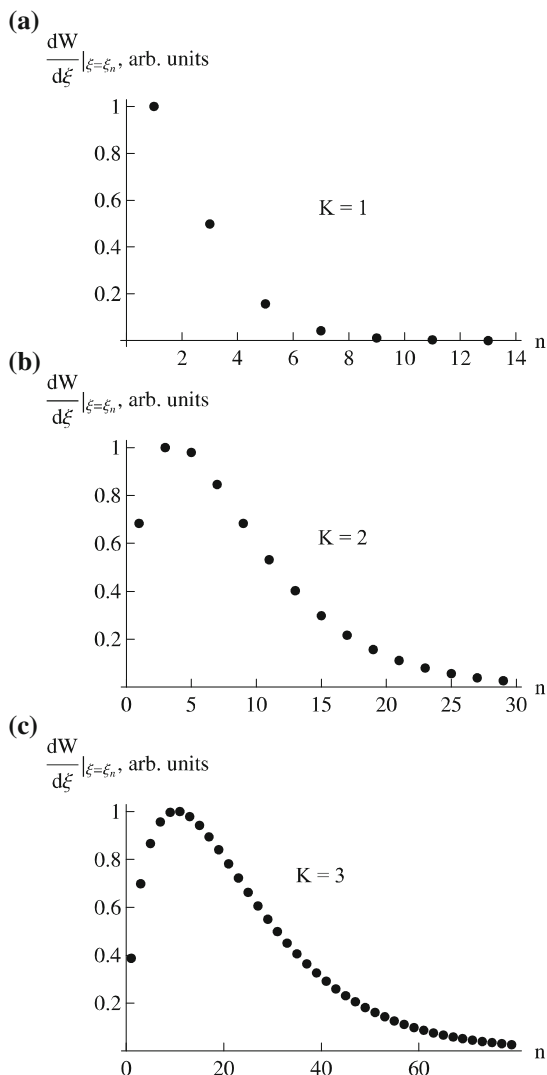 (a)
dW/dξ|ξ=ξn, arb. units
1
0.8
0.6
0.4
0.2
K = 1
2 4 6 8 10 12 14 n
(b)
dW/dξ|ξ=ξn, arb. units
1
0.8
0.6
0.4
0.2
K = 2
0 5 10 15 20 25 30 n
(c)
dW/dξ|ξ=ξn, arb. units
1
0.8
0.6
0.4
0.2
K = 3
0 20 40 60 n